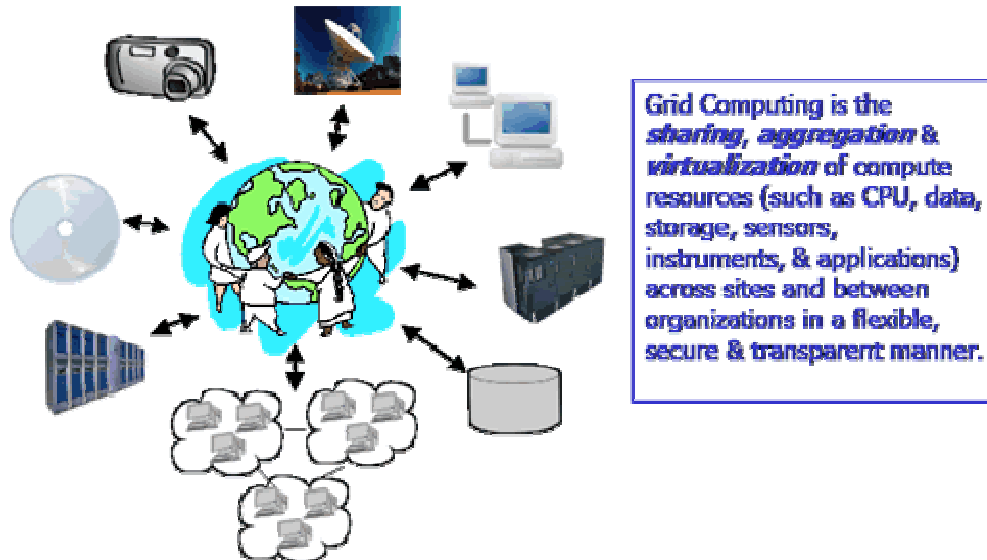 Grid Computing is the
sharing, aggregation &
virtualization of compute
resources (such as CPU, data,
storage, sensors,
instruments, & applications)
across sites and between
organizations in a flexible,
secure & transparent manner.